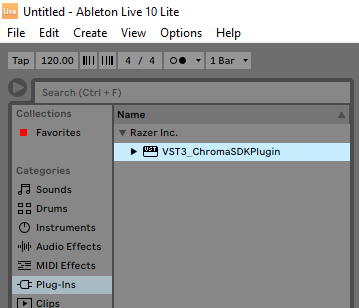 Live Untitled - Ableton Live 10 Lite
File Edit Create View Options Help
Tap 120.00 4 / 4 1 Bar
Search (Ctrl + F)
Collections
Favorites
Categories
Sounds
Drums
Instruments
Audio Effects
MIDI Effects
Plug-Ins
Clips
Name
Razer Inc.
VST VST3_ChromaSDKPlugin